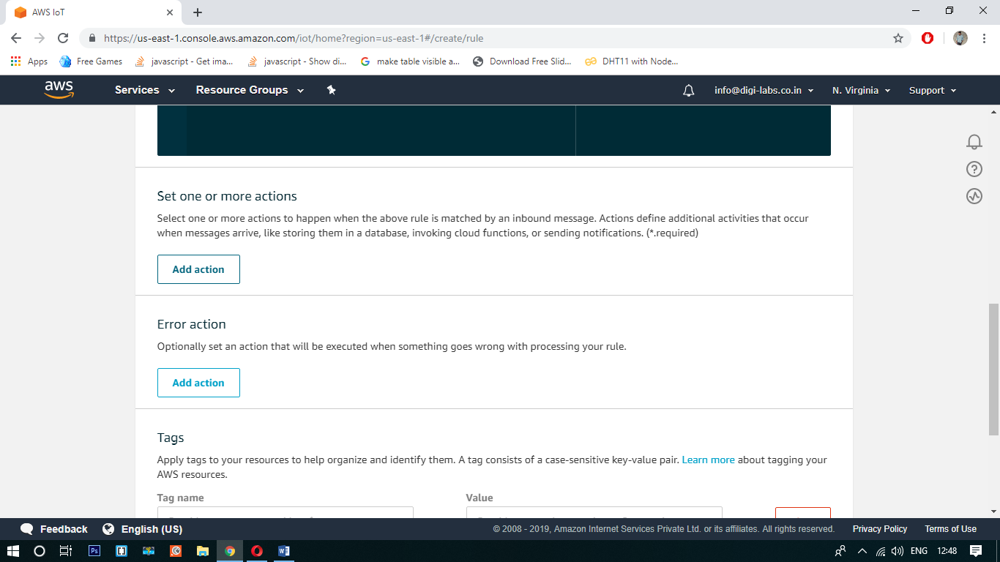 AWS IoT
https://us-east-1.console.aws.amazon.com/iot/home?region=us-east-1#/create/rule
Apps Free Games javascript - Get ima... javascript - Show di... make table visible a... Download Free Slid... DHT11 with Node...
aws Services Resource Groups info@digi-labs.co.in N. Virginia Support
Set one or more actions
Select one or more actions to happen when the above rule is matched by an inbound message. Actions define additional activities that occur
when messages arrive, like storing them in a database, invoking cloud functions, or sending notifications. (*.required)
Add action
Error action
Optionally set an action that will be executed when something goes wrong with processing your rule.
Add action
Tags
Apply tags to your resources to help organize and identify them. A tag consists of a case-sensitive key-value pair. Learn more about tagging your
AWS resources.
Tag name Value
Feedback English (US) © 2008 - 2019, Amazon Internet Services Private Ltd. or its affiliates. All rights reserved. Privacy Policy Terms of Use
Ps ENG 12:48